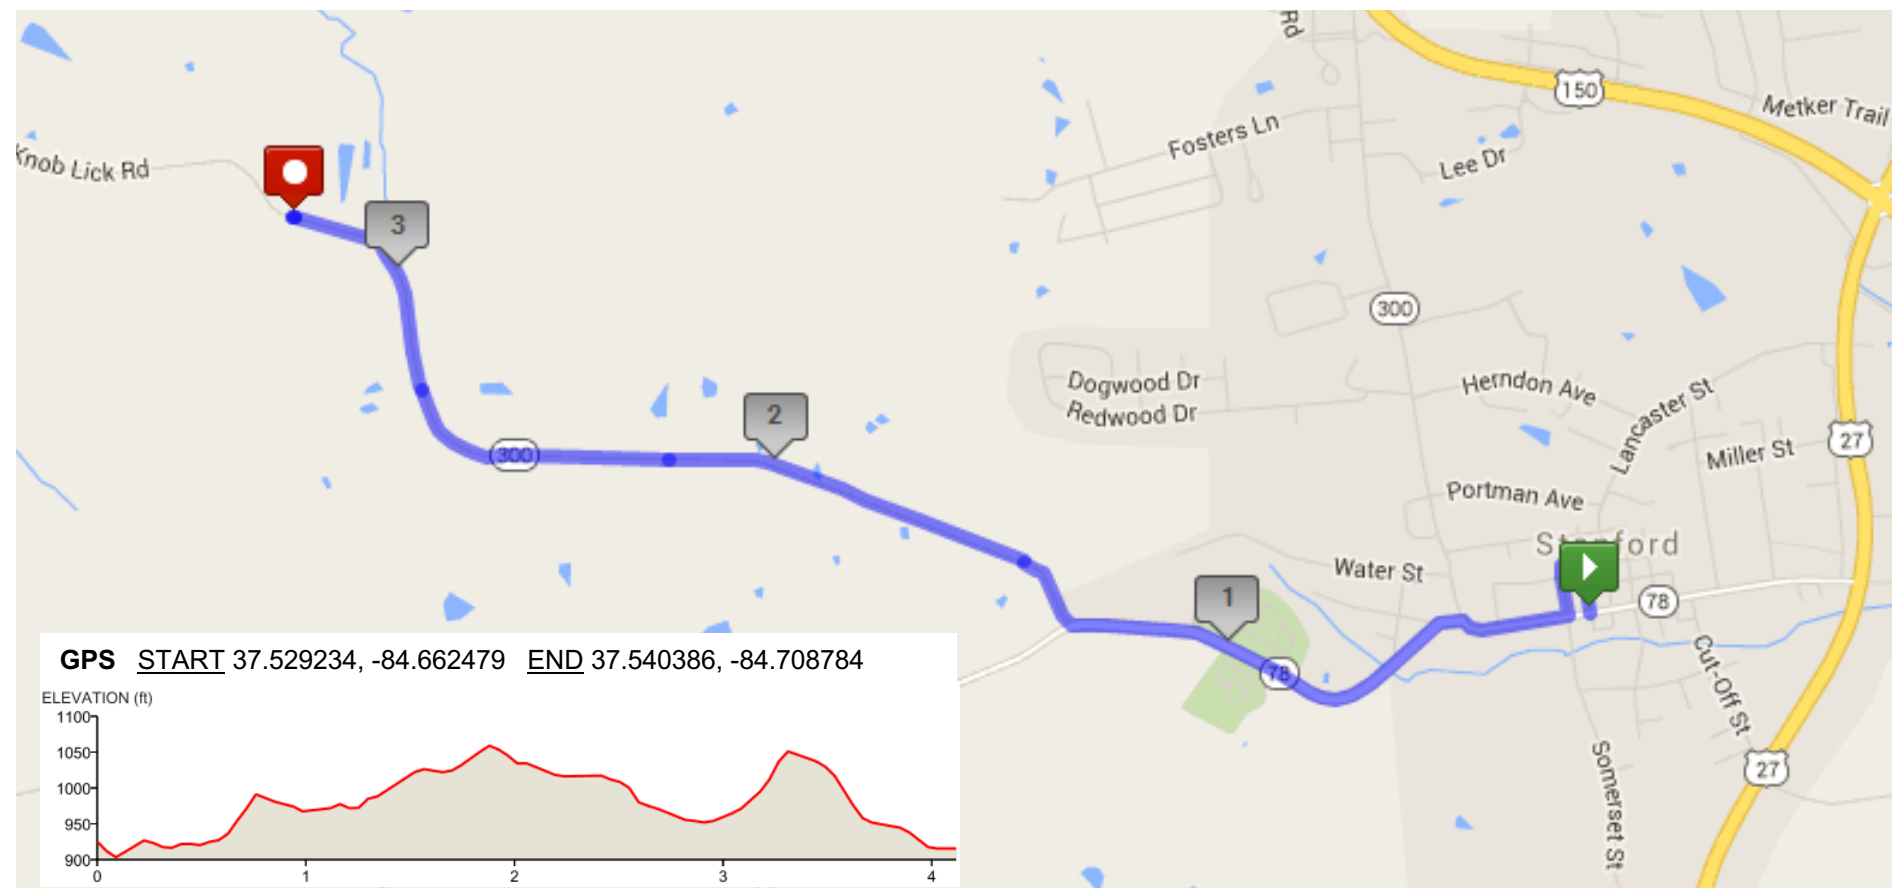 Rd
150
Metker Trail
Fosters Ln
Lee Dr
Knob Lick Rd
3
300
Dogwood Dr
Redwood Dr
Herndon Ave
Lancaster St
2
27
300
Miller St
Portman Ave
Water St
1
78
78
Cut-Off St
27
Somerset St
GPS START 37.529234, -84.662479 END 37.540386, -84.708784
ELEVATION (ft)
1100
1050
1000
950
900
0 1 2 3 4